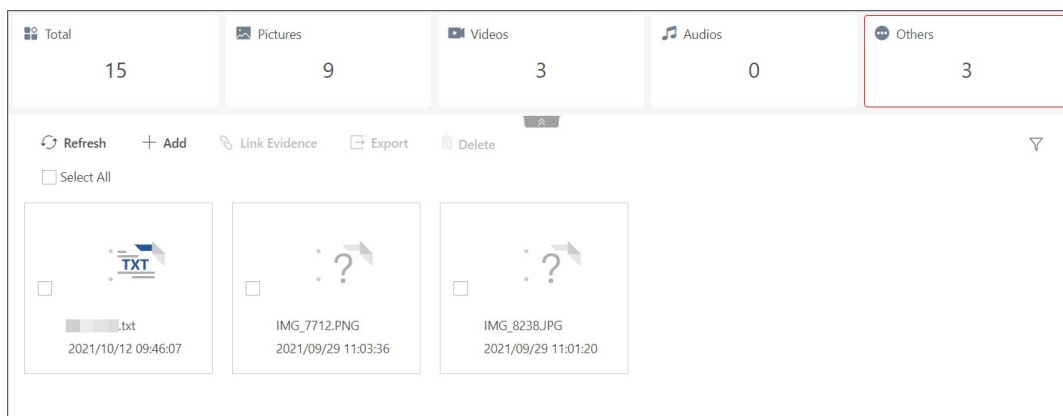 Total
15
Pictures
9
Videos
3
Audios
0
Others
3
Refresh
Add
Link Evidence
Export
Delete
Select All
TXT
.txt
2021/10/12 09:46:07
?
IMG_7712.PNG
2021/09/29 11:03:36
?
IMG_8238.JPG
2021/09/29 11:01:20